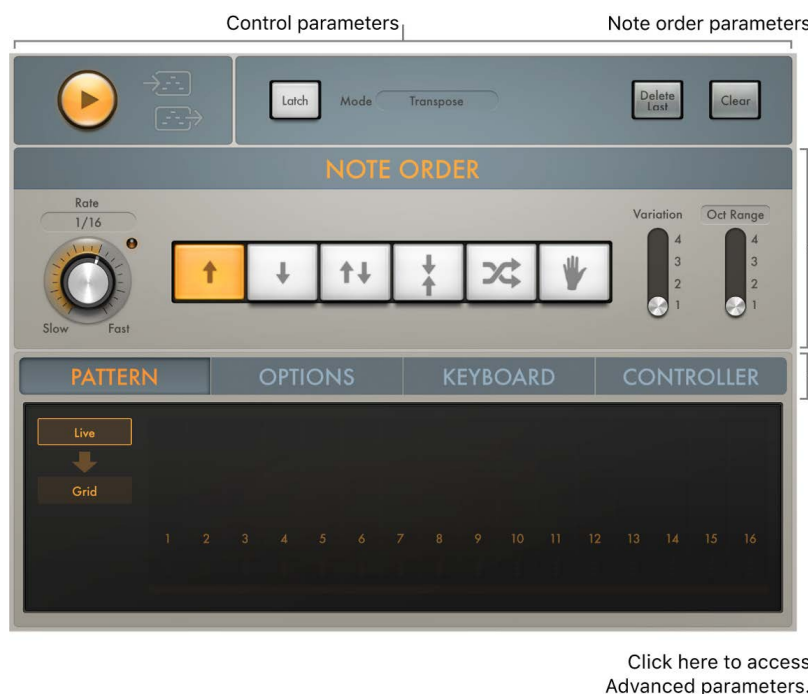 Control parameters
Note order parameters
Latch
Mode
Transpose
Delete
Last
Clear
NOTE ORDER
Rate
1/16
Slow
Fast
Variation
4
3
2
1
Oct Range
4
3
2
1
PATTERN
OPTIONS
KEYBOARD
CONTROLLER
Live
Grid
1 2 3 4 5 6 7 8 9 10 11 12 13 14 15 16
Click here to access
Advanced parameters.